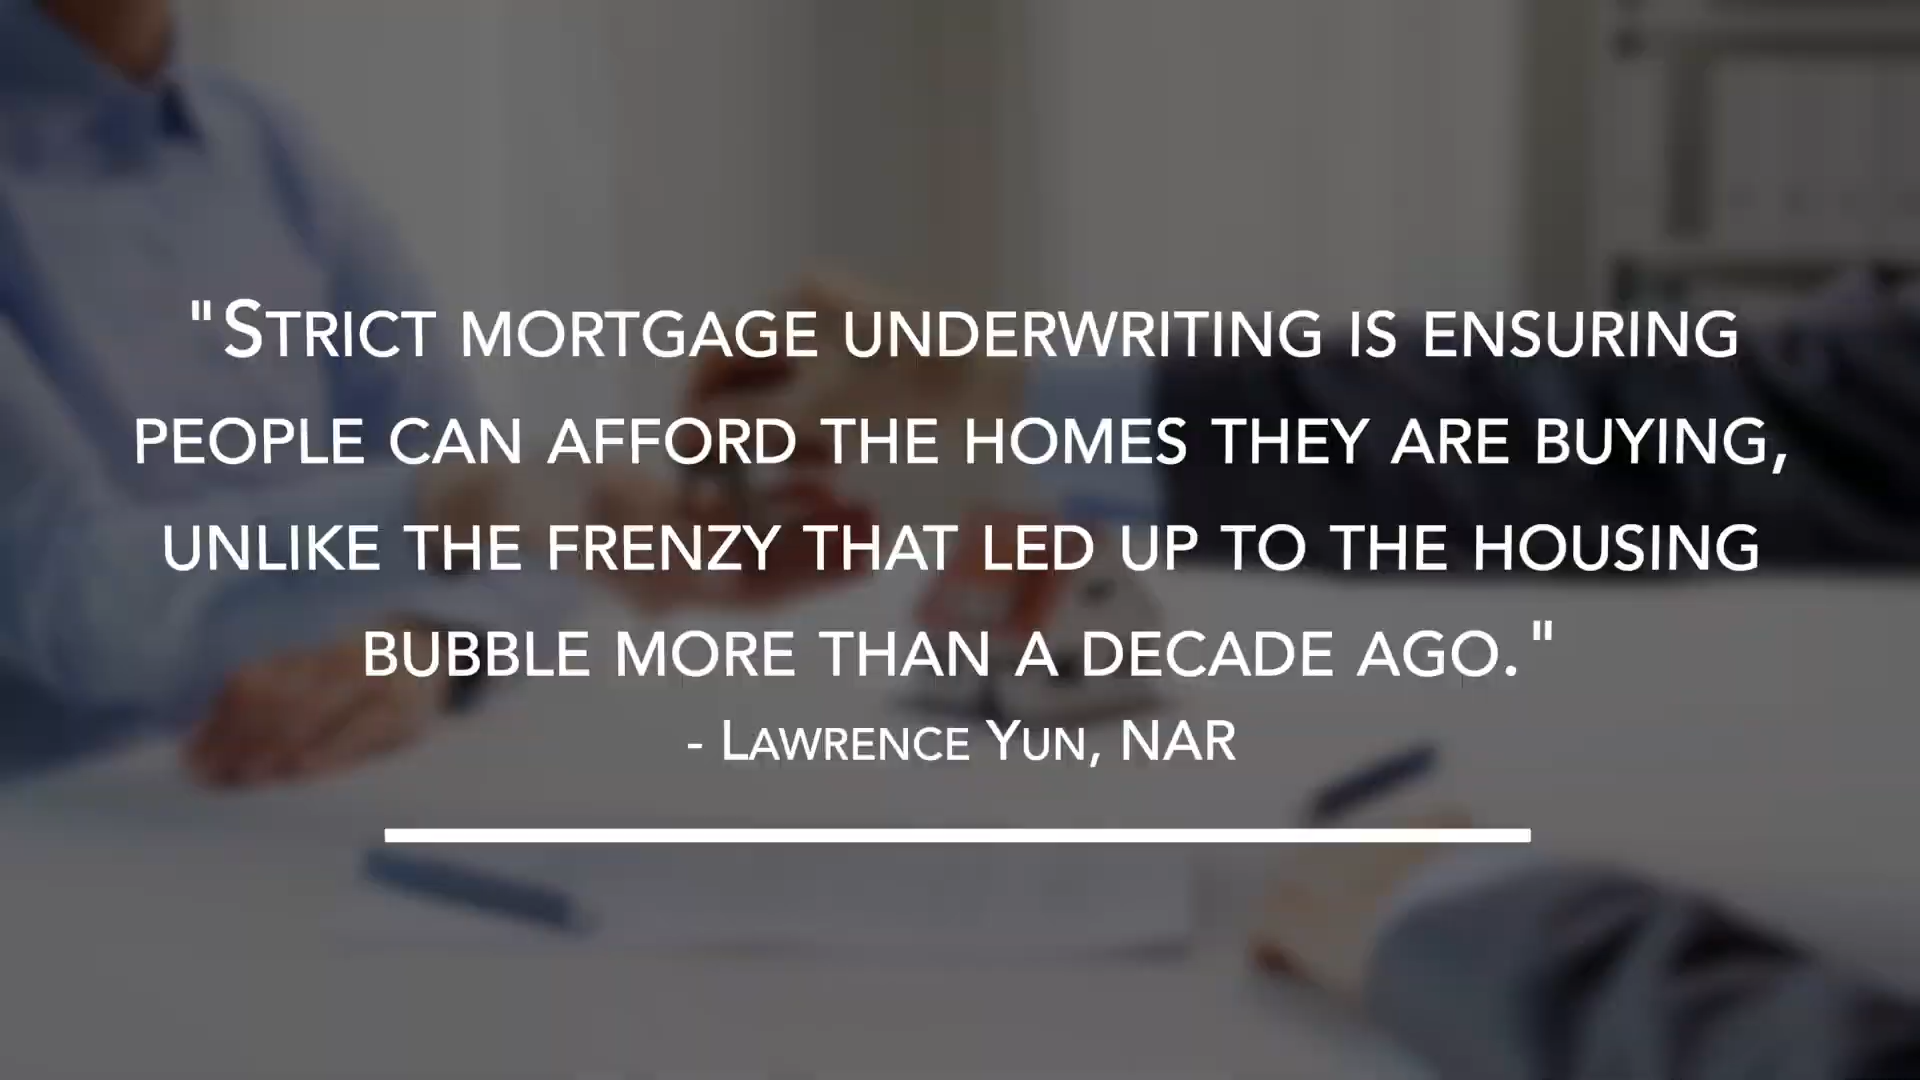 "Strict mortgage underwriting is ensuring
people can afford the homes they are buying,
unlike the frenzy that led up to the housing
bubble more than a decade ago."
- Lawrence Yun, NAR